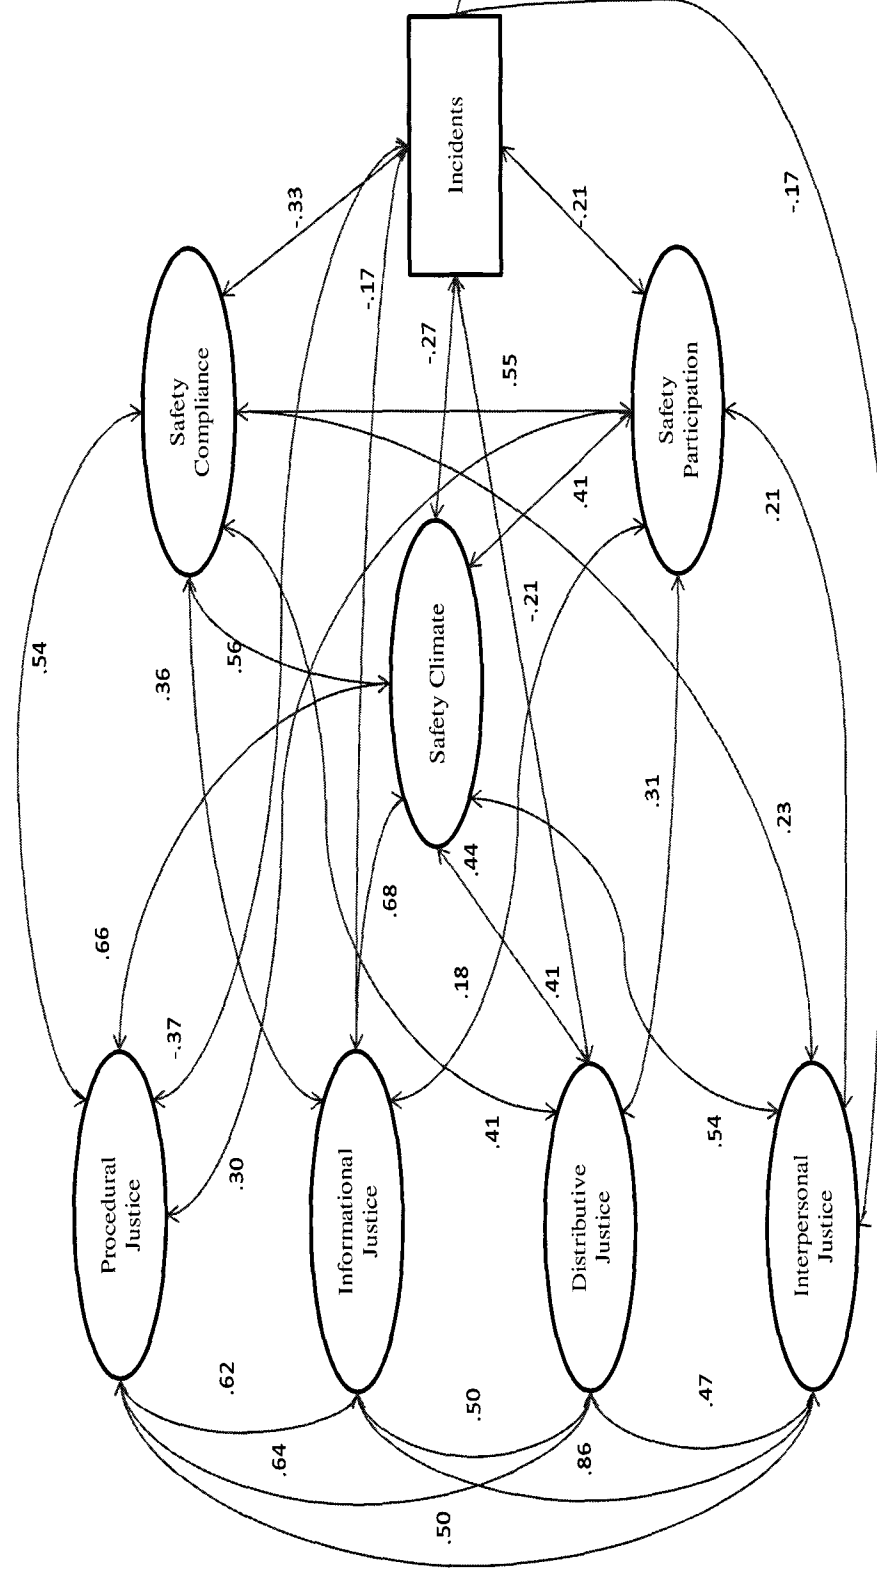 Procedural
Justice
Informational
Justice
Distributive
Justice
Interpersonal
Justice
Safety Climate
Safety
Compliance
Safety
Participation
Incidents
.62
.64
.50
.50
.86
.47
.54
.66
-.37
.30
.36
.56
.68
.18
.41
.44
.41
.54
.31
.23
.21
-.21
.41
.55
-.27
-.17
-.33
-.21
-.17